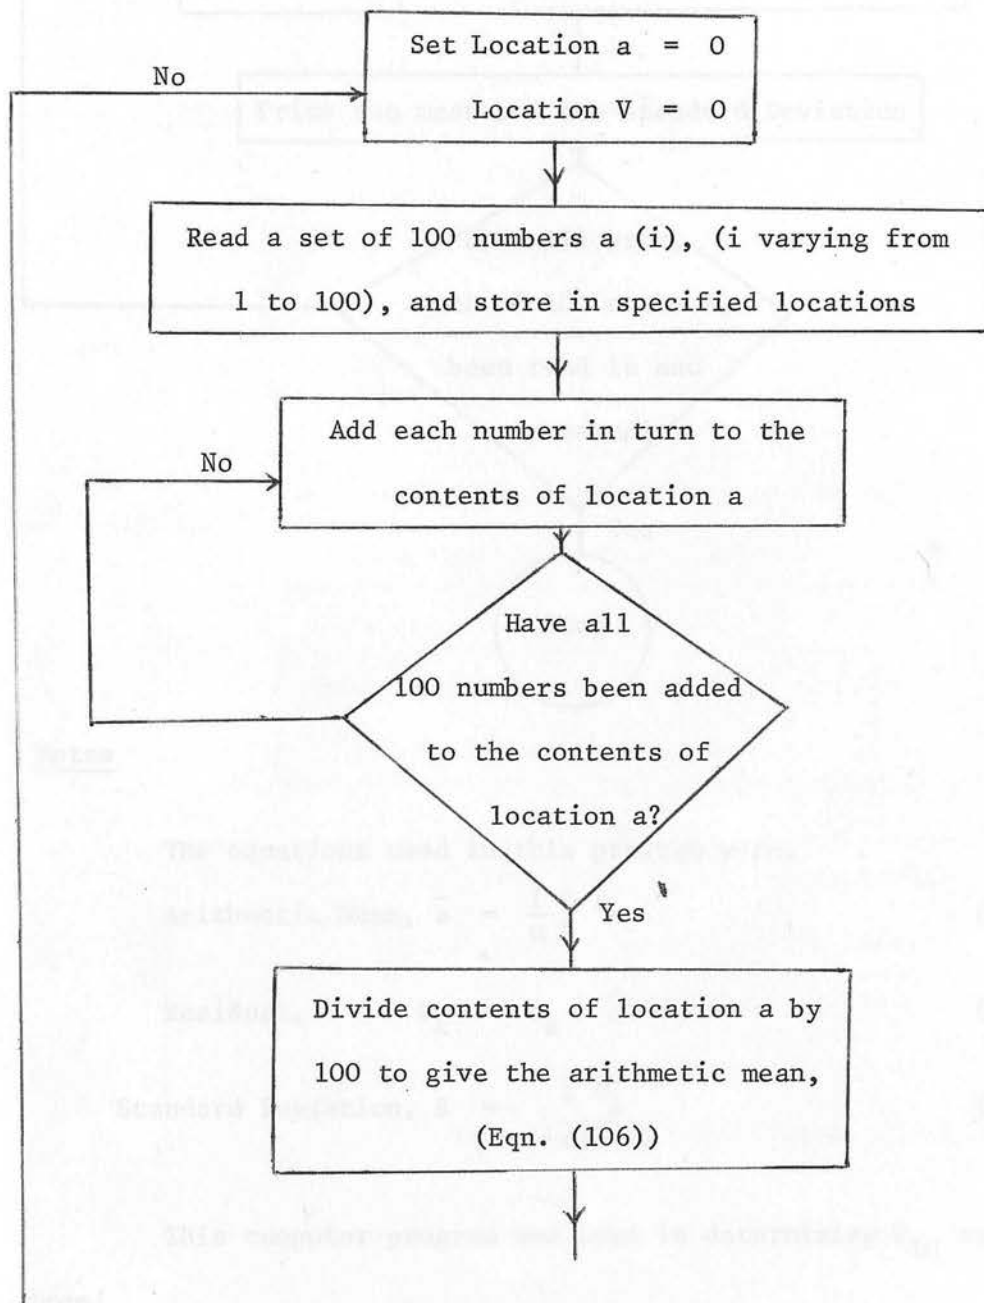 Set Location a = 0
No
Location V = 0
Read a set of 100 numbers a (i), (i varying from
1 to 100), and store in specified locations
Add each number in turn to the
No
contents of location a
Have all
100 numbers been added
to the contents of
location a?
Yes
Divide contents of location a by
100 to give the arithmetic mean,
(Eqn. (106))
Notes
The equations used in this
Arithmetic Mean, a =
Residual,
Standard Deviation, S =
This computer program was used in determining